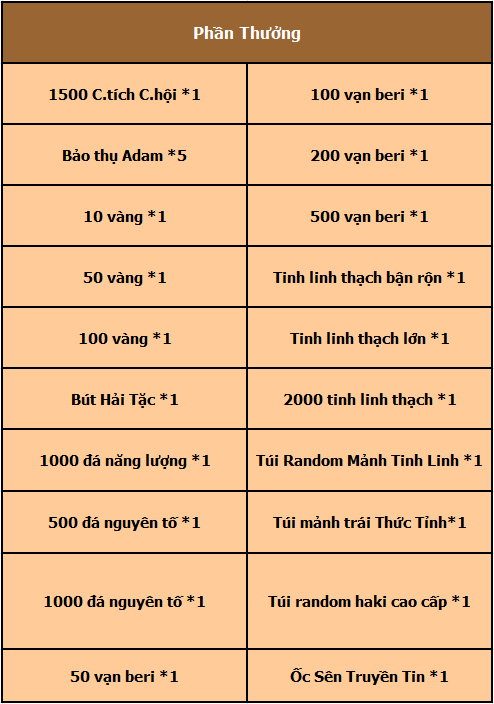 Phần Thưởng
1500 C.tích C.hội *1 100 vạn beri *1
Bảo thụ Adam *5 200 vạn beri *1
10 vàng *1 500 vạn beri *1
50 vàng *1 Tinh linh thạch bận rộn *1
100 vàng *1 Tinh linh thạch lớn *1
Bút Hải Tặc *1 2000 tinh linh thạch *1
1000 đá năng lượng *1 Túi Random Mảnh Tinh Linh *1
500 đá nguyên tố *1 Túi mảnh trái Thức Tỉnh*1
1000 đá nguyên tố *1 Túi random haki cao cấp *1
50 vạn beri *1 Ốc Sên Truyền Tin *1